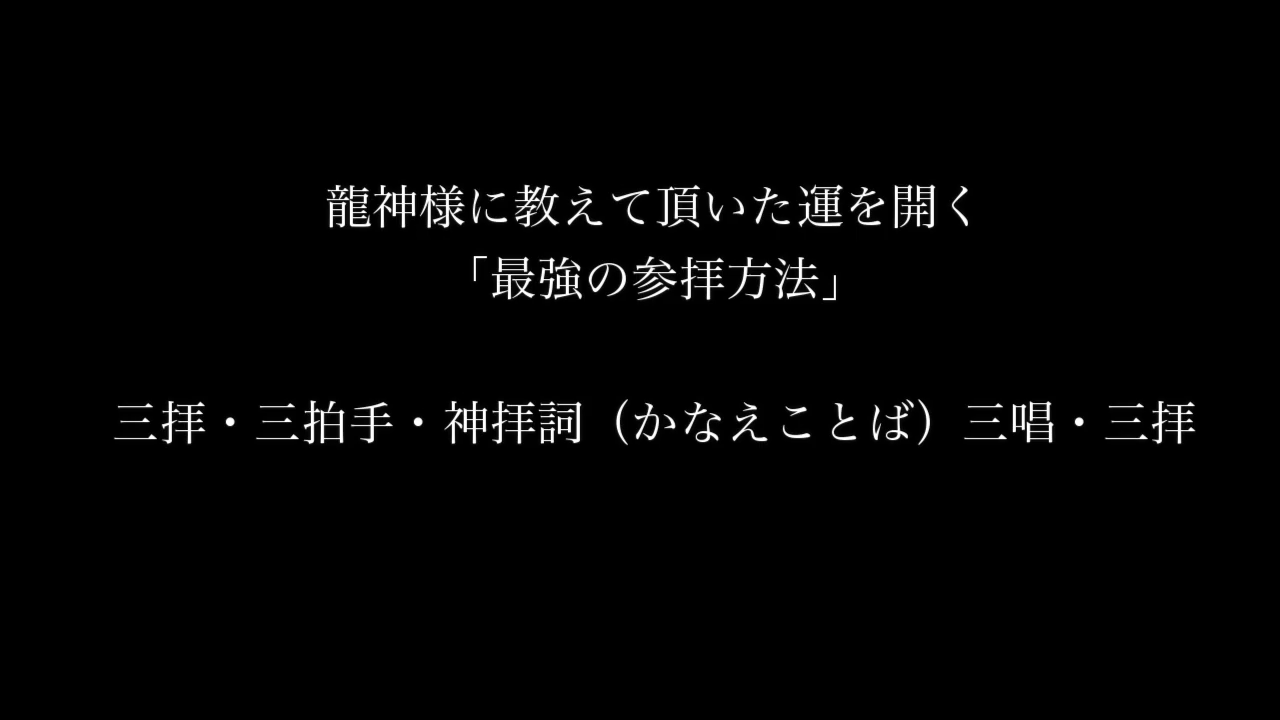 龍神様に教えて頂いた運を開く
「最強の参拝方法」
三拝・三拍手・神拝詞（かなえことば）三唱・三拝